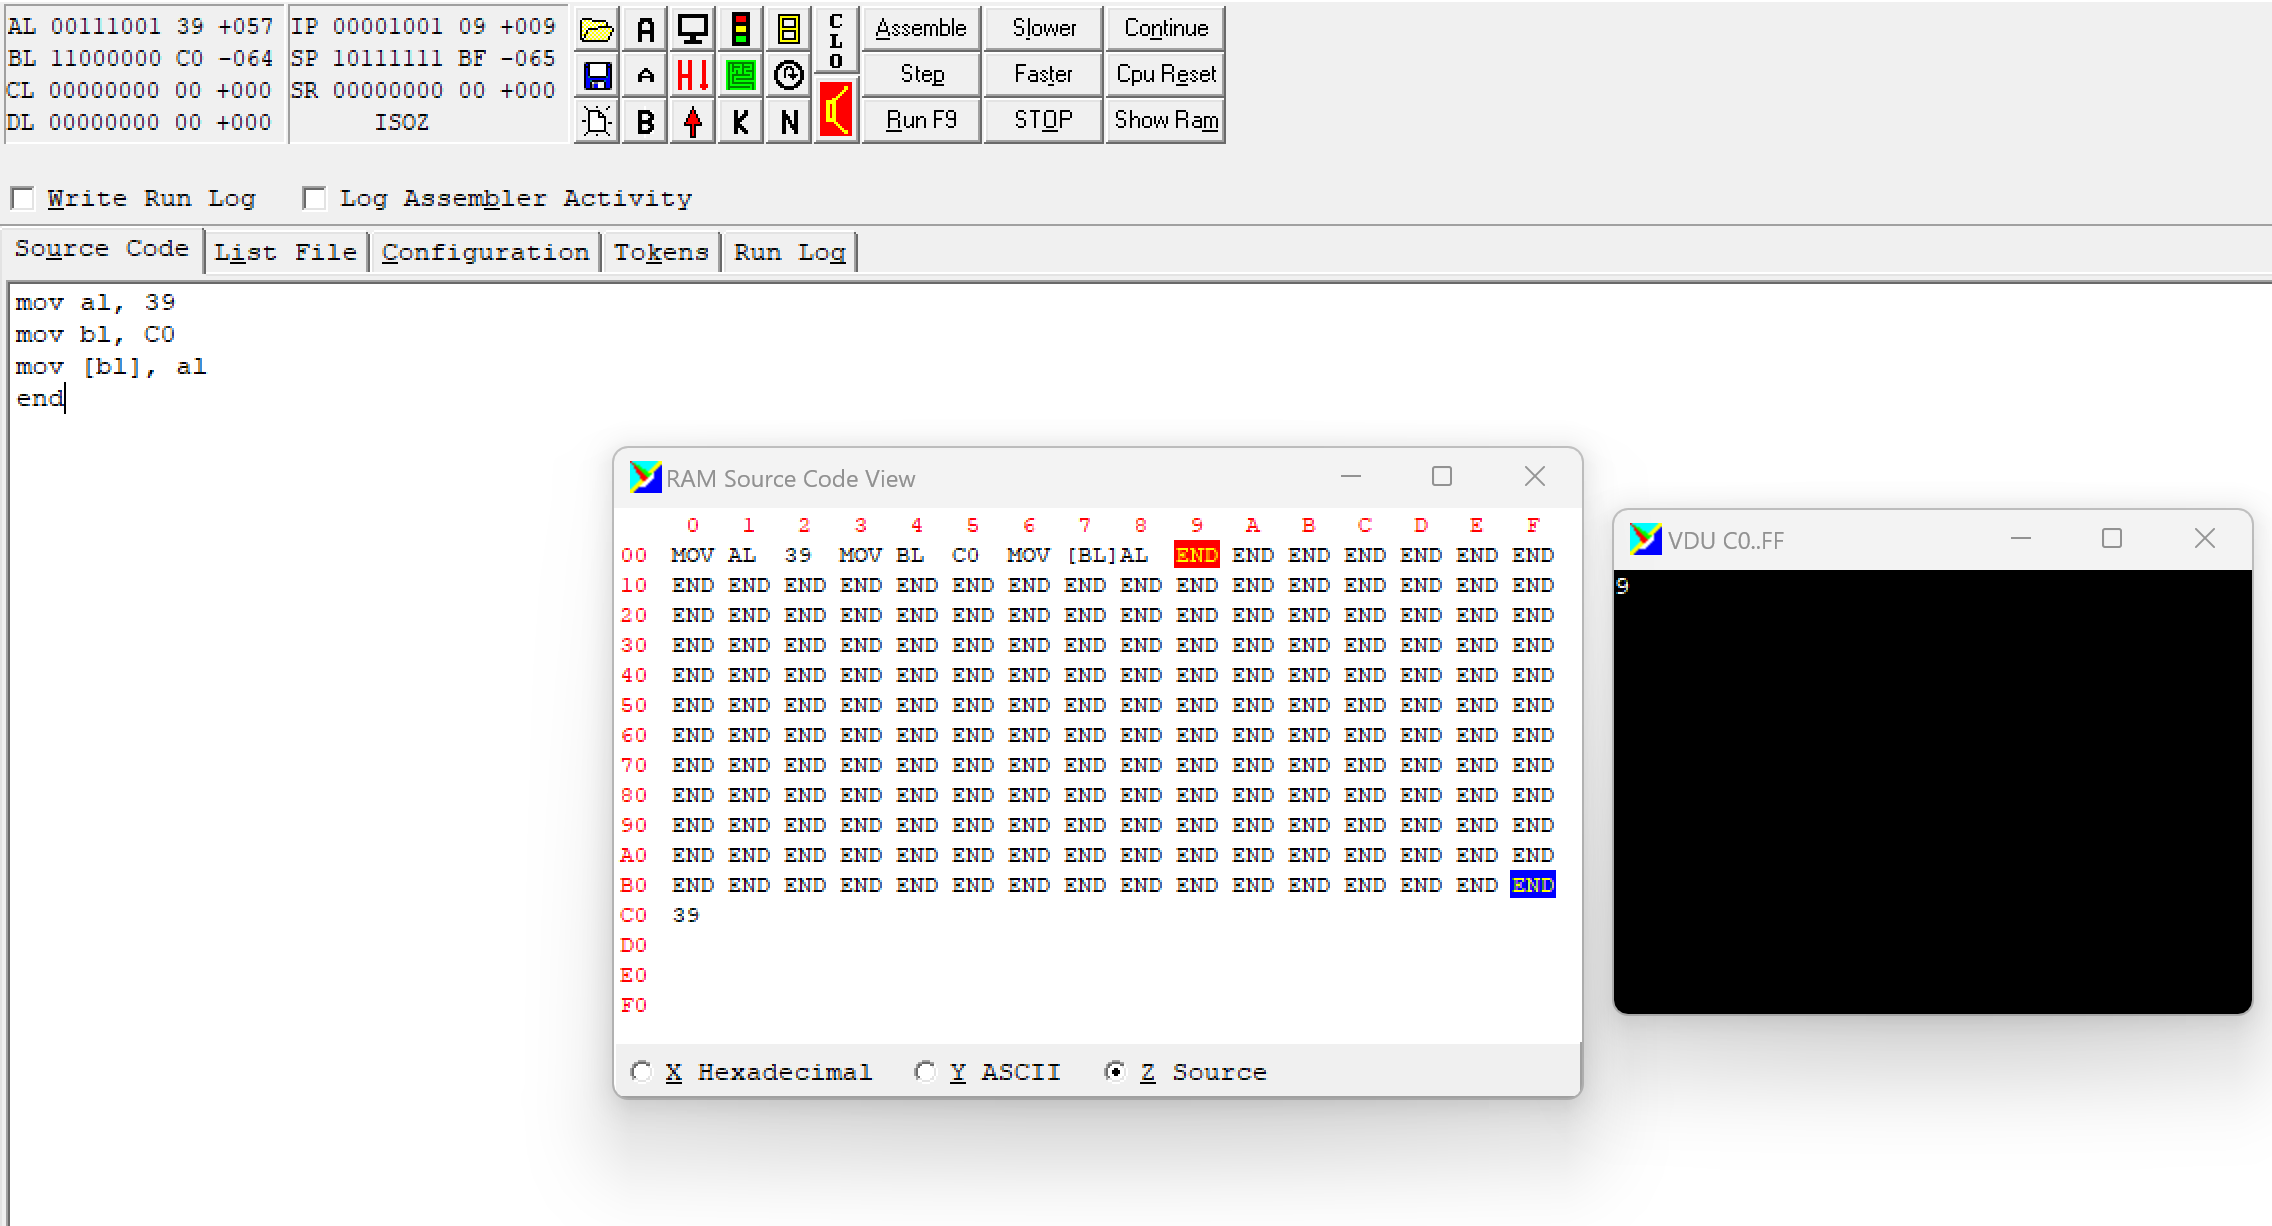 AL 00111001 39 +057 IP 00001001 09 +009
BL 11000000 C0 -064 SP 10111111 BF -065
CL 00000000 00 +000 SR 00000000 00 +000
DL 00000000 00 +000 ISOZ
A
A
H
B K N
CLO
Assemble Slower Continue
Step Faster Cpu Reset
Run F9 STOP Show Ram
Write Run Log Log Assembler Activity
Source Code List File Configuration Tokens Run Log
mov al, 39
mov bl, C0
mov [bl], al
end
RAM Source Code View
0 1 2 3 4 5 6 7 8 9 A B C D E F
00 MOV AL 39 MOV BL C0 MOV [BL]AL END END END END END END END
10 END END END END END END END END END END END END END END END END
20 END END END END END END END END END END END END END END END END
30 END END END END END END END END END END END END END END END END
40 END END END END END END END END END END END END END END END END
50 END END END END END END END END END END END END END END END END
60 END END END END END END END END END END END END END END END END
70 END END END END END END END END END END END END END END END END
80 END END END END END END END END END END END END END END END END
90 END END END END END END END END END END END END END END END END
A0 END END END END END END END END END END END END END END END END
B0 END END END END END END END END END END END END END END END END
C0 39
D0
E0
F0
X Hexadecimal Y ASCII Z Source
VDU C0..FF
9